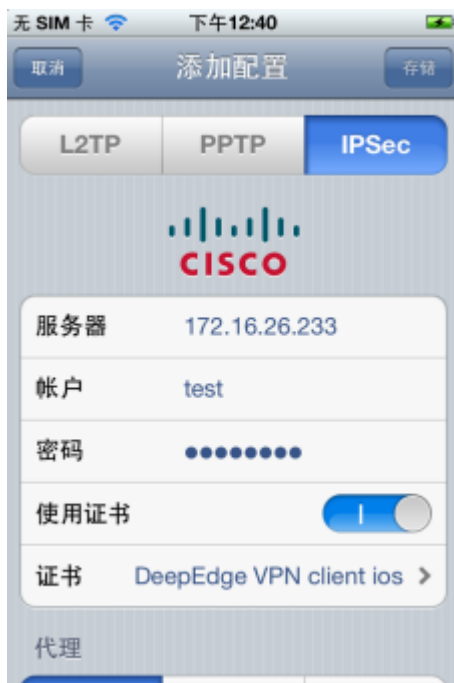 无 SIM 卡 下午12:40
取消 添加配置 存储
L2TP PPTP IPSec
CISCO
服务器 172.16.26.233
帐户 test
密码 ●●●●●●●●
使用证书
证书 DeepEdge VPN client ios >
代理